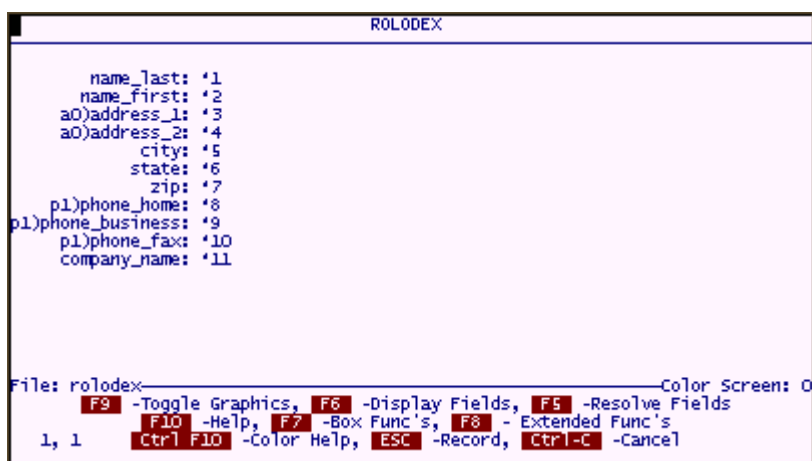 ROLODEX
name_last: *1
name_first: *2
a0)address_1: *3
a0)address_2: *4
city: *5
state: *6
zip: *7
p1)phone_home: *8
p1)phone_business: *9
p1)phone_fax: *10
company_name: *11
File: rolodex Color Screen: 0
F9 -Toggle Graphics, F6 -Display Fields, F5 -Resolve Fields
F10 -Help, F7 -Box Func's, F8 - Extended Func's
1, 1 Ctrl F10 -Color Help, ESC -Record, Ctrl-C -Cancel